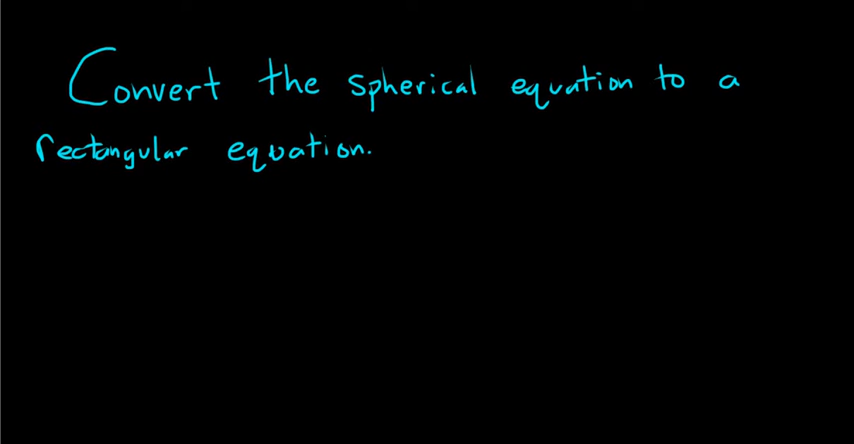 Convert the spherical equation to a
rectangular equation.